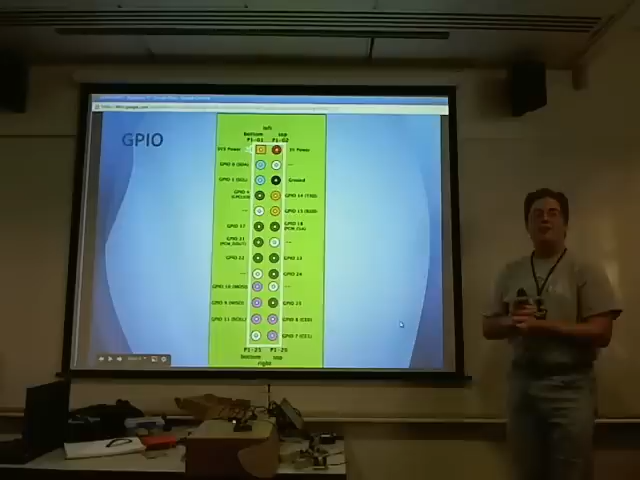 GPIO
left
bottom top
P1-01 P1-02
3V3 Power 5V Power
GPIO 0 (SDA) --
GPIO 1 (SCL) Ground
GPIO 4 GPIO 14 (TXD)
-- GPIO 15 (RXD)
GPIO 17 GPIO 18
GPIO 21 --
GPIO 22 GPIO 23
-- GPIO 24
GPIO 10 (MOSI) --
GPIO 9 (MISO) GPIO 25
GPIO 11 (SCKL) GPIO 8 (CE0)
-- GPIO 7 (CE1)
P1-25 P1-26
bottom top
right